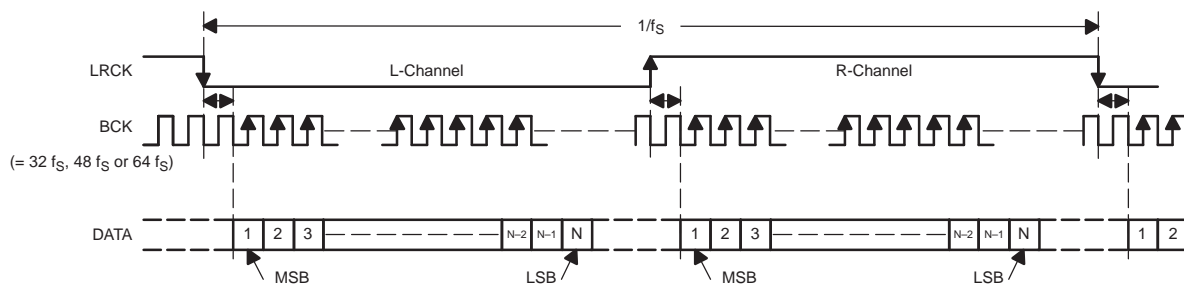 1/fS
LRCK
L-Channel
R-Channel
BCK
(= 32 fS, 48 fS or 64 fS)
DATA
1 2 3 N–2 N–1 N 1 2 3 N–2 N–1 N 1 2
MSB LSB MSB LSB